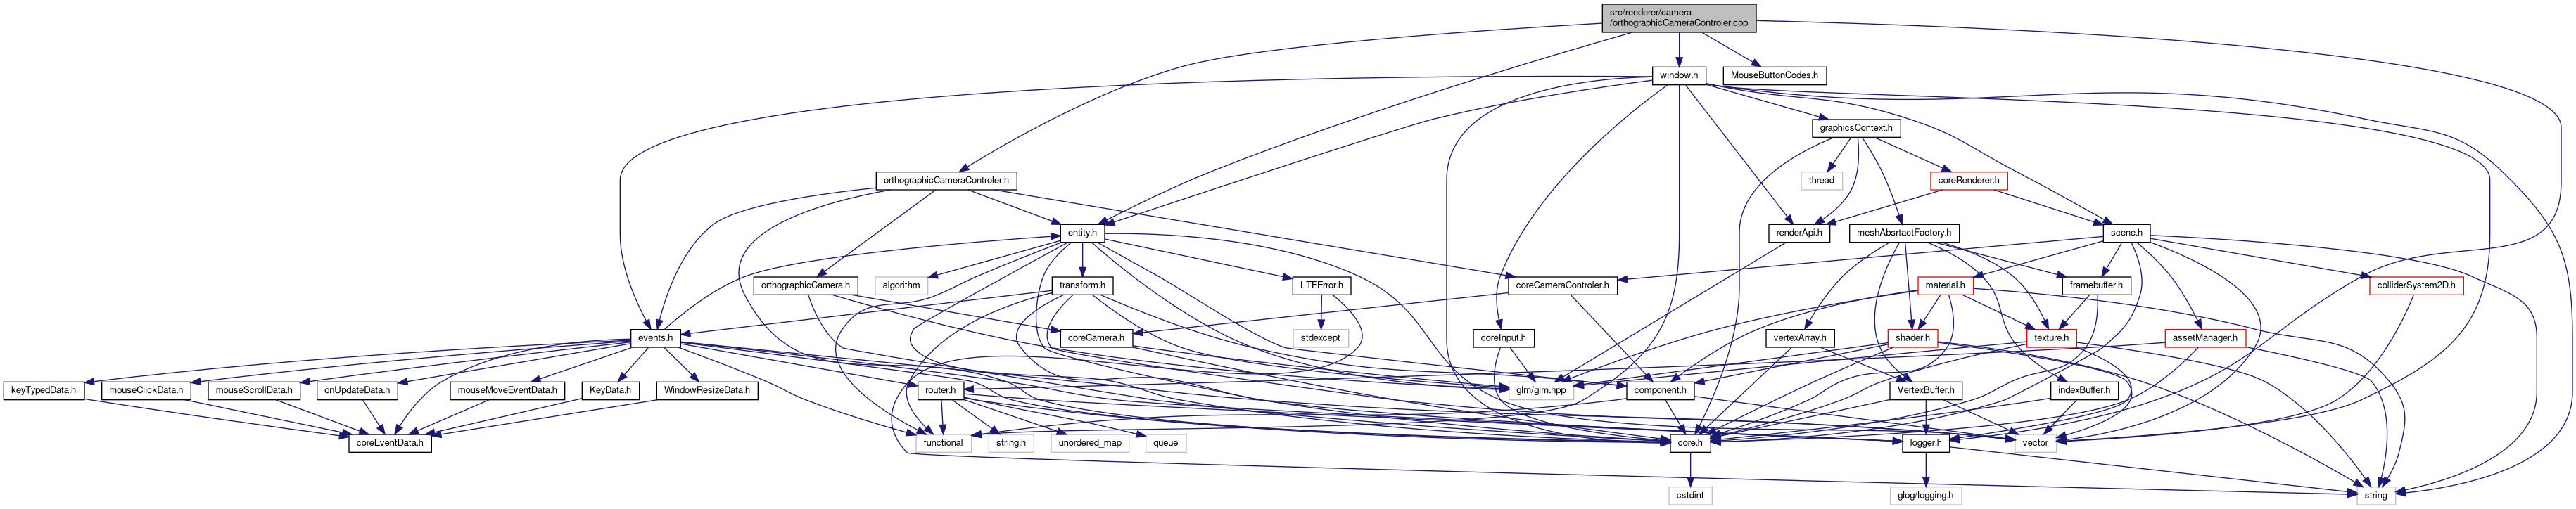 src/renderer/camera
/orthographicCameraControler.cpp
window.h
MouseButtonCodes.h
graphicsContext.h
orthographicCameraControler.h
thread
coreRenderer.h
entity.h
renderApi.h
meshAbsrtactFactory.h
scene.h
orthographicCamera.h
algorithm
transform.h
LTEError.h
coreCameraControler.h
material.h
framebuffer.h
colliderSystem2D.h
events.h
coreCamera.h
stdexcept
coreInput.h
vertexArray.h
shader.h
texture.h
assetManager.h
keyTypedData.h
mouseClickData.h
mouseScrollData.h
onUpdateData.h
mouseMoveEventData.h
KeyData.h
WindowResizeData.h
router.h
glm/glm.hpp
component.h
VertexBuffer.h
indexBuffer.h
coreEventData.h
functional
string.h
unordered_map
queue
core.h
logger.h
vector
cstdint
glog/logging.h
string